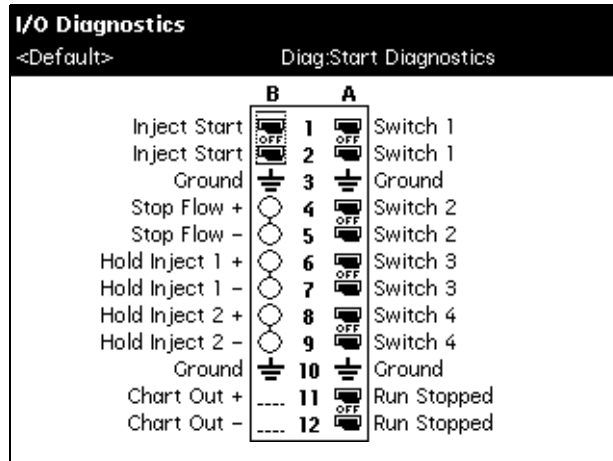 I/O Diagnostics
<Default> Diag:Start Diagnostics
B A
Inject Start OFF 1 OFF Switch 1
Inject Start 2 Switch 1
Ground 3 Ground
Stop Flow + 4 OFF Switch 2
Stop Flow – 5 Switch 2
Hold Inject 1 + 6 OFF Switch 3
Hold Inject 1 – 7 Switch 3
Hold Inject 2 + 8 OFF Switch 4
Hold Inject 2 – 9 Switch 4
Ground 10 Ground
Chart Out + ---- 11 OFF Run Stopped
Chart Out – ---- 12 Run Stopped